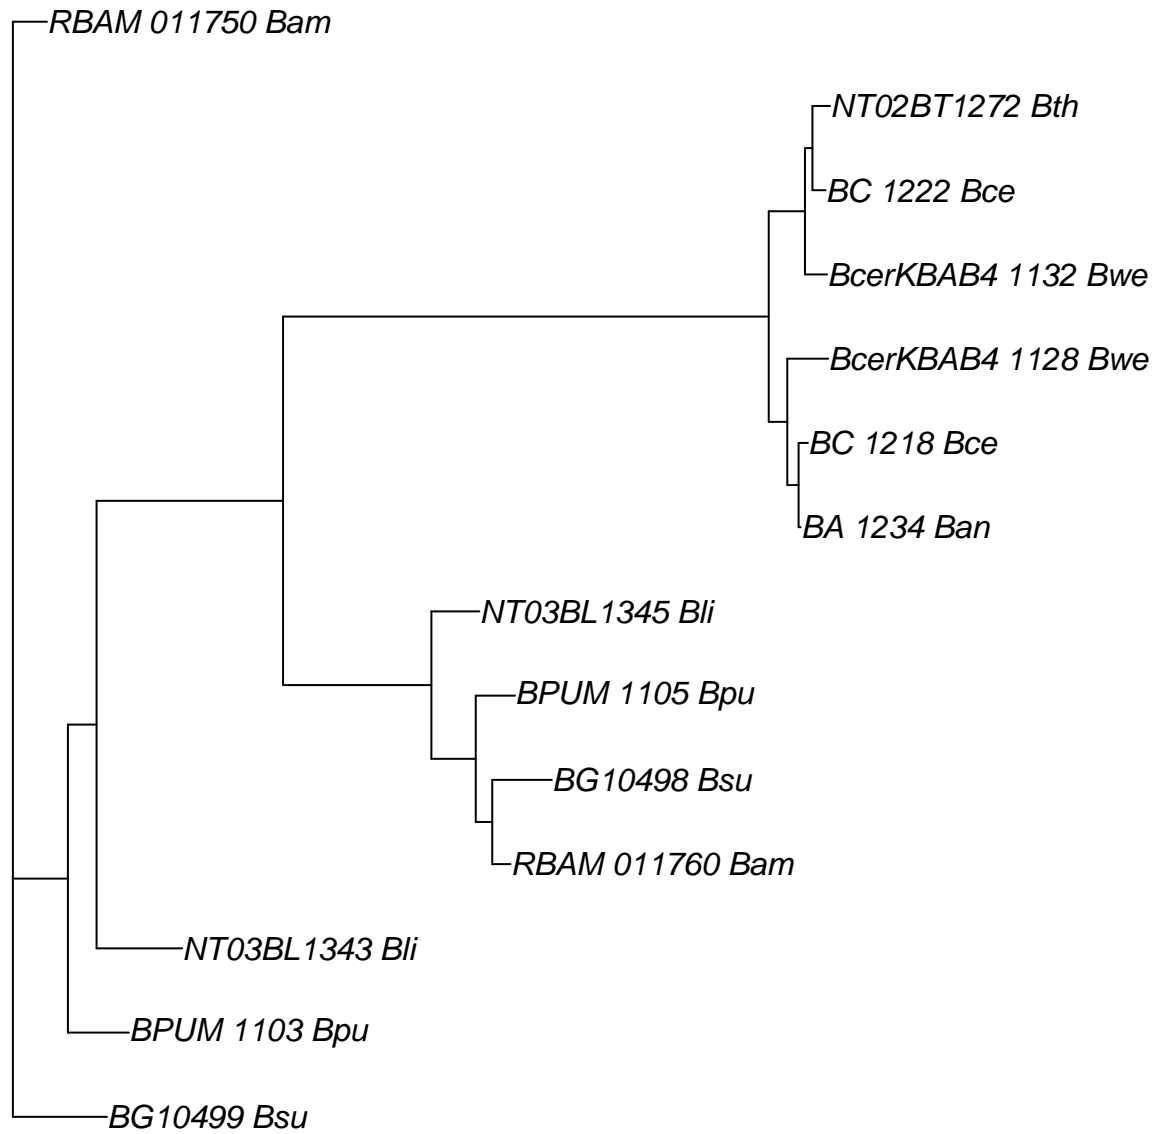 RBAM 011750 Bam
NT02BT1272 Bth
BC 1222 Bce
BcerKBAB4 1132 Bwe
BcerKBAB4 1128 Bwe
BC 1218 Bce
BA 1234 Ban
NT03BL1345 Bli
BPUM 1105 Bpu
BG10498 Bsu
RBAM 011760 Bam
NT03BL1343 Bli
BPUM 1103 Bpu
BG10499 Bsu